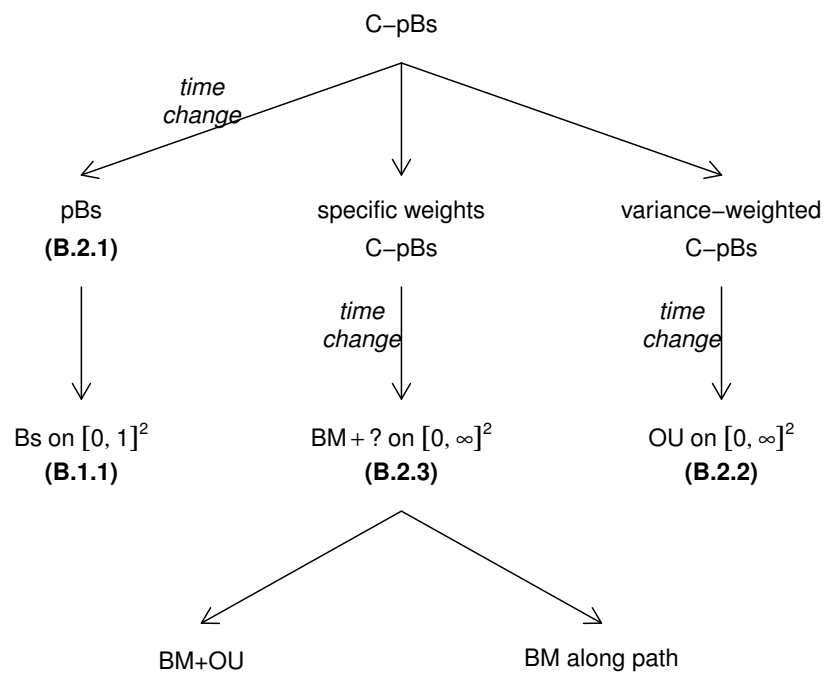 C−pBs
time
change
pBs
(B.2.1)
specific weights
C−pBs
variance−weighted
C−pBs
time
change
time
change
Bs on [0, 1]²
(B.1.1)
BM + ? on [0, ∞]²
(B.2.3)
OU on [0, ∞]²
(B.2.2)
BM+OU
BM along path